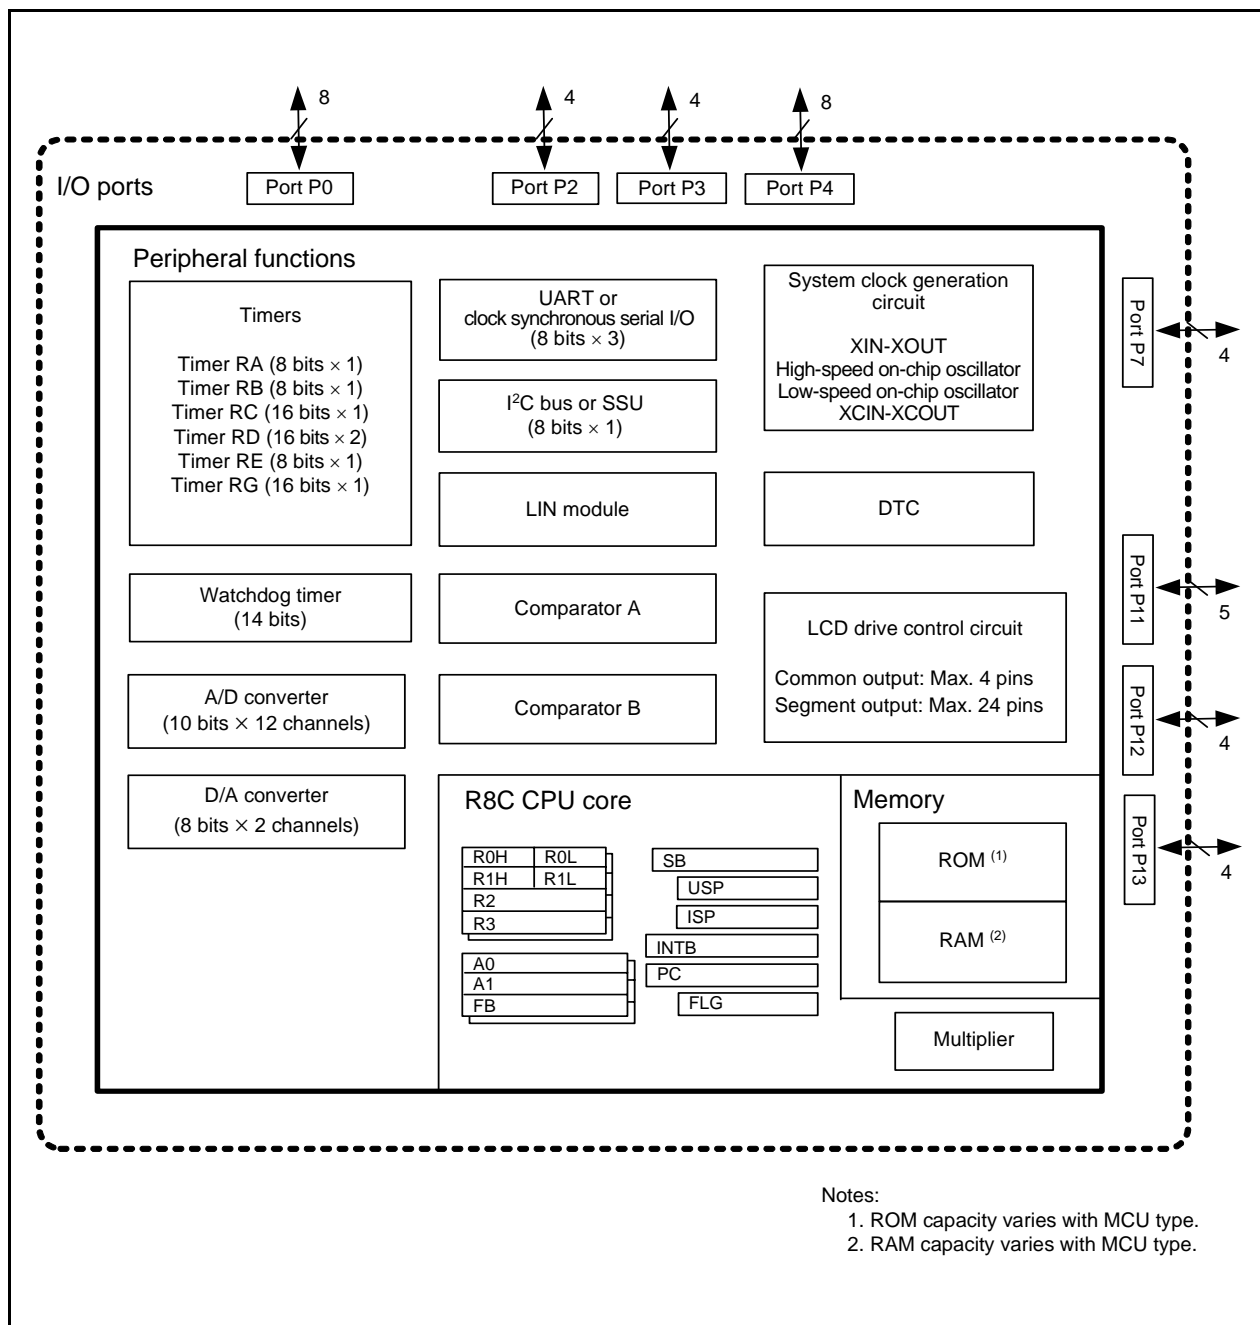 8
4
4
8
I/O ports
Port P0
Port P2
Port P3
Port P4
Peripheral functions
Timers
Timer RA (8 bits × 1)
Timer RB (8 bits × 1)
Timer RC (16 bits × 1)
Timer RD (16 bits × 2)
Timer RE (8 bits × 1)
Timer RG (16 bits × 1)
UART or
clock synchronous serial I/O
(8 bits × 3)
System clock generation
circuit
XIN-XOUT
High-speed on-chip oscillator
Low-speed on-chip oscillator
XCIN-XCOUT
Port P7
4
I²C bus or SSU
(8 bits × 1)
LIN module
DTC
Port P11
5
Watchdog timer
(14 bits)
Comparator A
LCD drive control circuit
Common output: Max. 4 pins
Segment output: Max. 24 pins
A/D converter
(10 bits × 12 channels)
Comparator B
Port P12
4
D/A converter
(8 bits × 2 channels)
R8C CPU core
R0H R0L
R1H R1L
R2
R3
A0
A1
FB
SB
USP
ISP
INTB
PC
FLG
Memory
ROM (1)
RAM (2)
Multiplier
Port P13
4
Notes:
1. ROM capacity varies with MCU type.
2. RAM capacity varies with MCU type.